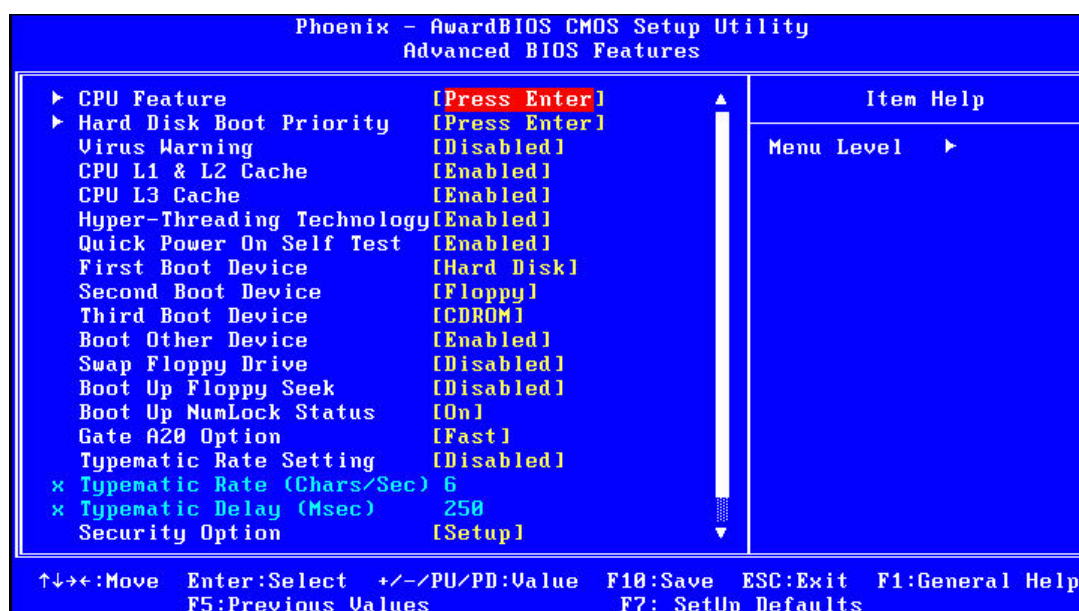 Phoenix - AwardBIOS CMOS Setup Utility
Advanced BIOS Features
► CPU Feature [Press Enter]
► Hard Disk Boot Priority [Press Enter]
Virus Warning [Disabled]
CPU L1 & L2 Cache [Enabled]
CPU L3 Cache [Enabled]
Hyper-Threading Technology[Enabled]
Quick Power On Self Test [Enabled]
First Boot Device [Hard Disk]
Second Boot Device [Floppy]
Third Boot Device [CDROM]
Boot Other Device [Enabled]
Swap Floppy Drive [Disabled]
Boot Up Floppy Seek [Disabled]
Boot Up NumLock Status [On]
Gate A20 Option [Fast]
Typematic Rate Setting [Disabled]
x Typematic Rate (Chars/Sec) 6
x Typematic Delay (Msec) 250
Security Option [Setup]
Item Help
Menu Level ►
↑↓→←:Move Enter:Select +/-/PU/PD:Value F10:Save ESC:Exit F1:General Help
F5:Previous Values F7: SetUp Defaults